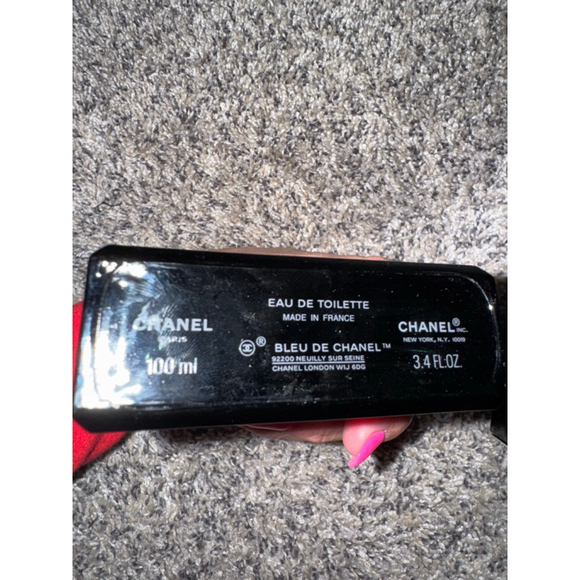 EAU DE TOILETTE
MADE IN FRANCE
CHANEL
PARIS
100 ml
®
BLEU DE CHANEL™
92200 NEUILLY SUR SEINE
CHANEL LONDON W1J 6DG
CHANEL® INC.
NEW YORK, N.Y. 10019
3.4 FL.OZ.